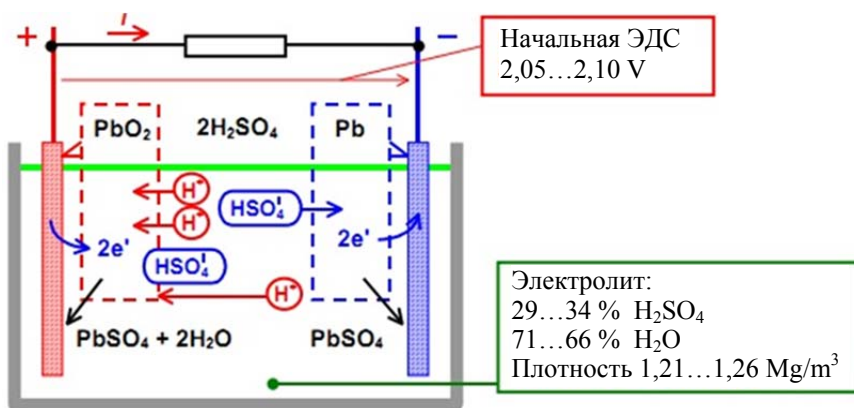 +
I
−
Начальная ЭДС
2,05…2,10 V
PbO₂
2H₂SO₄
Pb
H⁺
H⁺
HSO₄'
2e'
2e'
HSO₄'
H⁺
PbSO₄ + 2H₂O
PbSO₄
Электролит:
29…34 % H₂SO₄
71…66 % H₂O
Плотность 1,21…1,26 Mg/m³